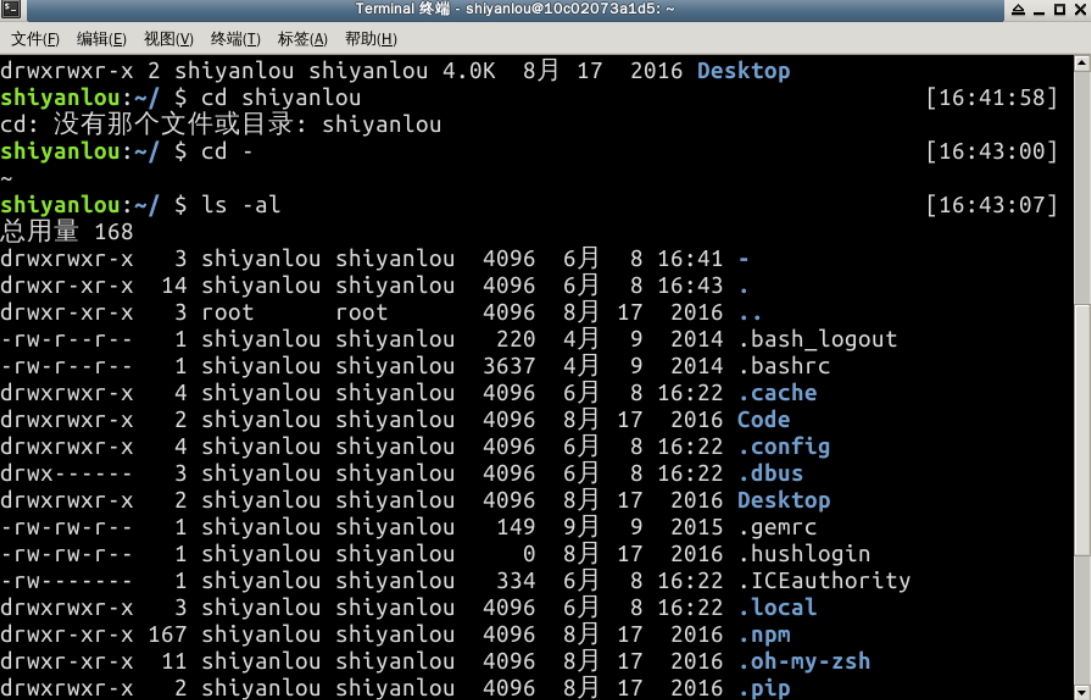 Terminal 终端 - shiyanlou@10c02073a1d5: ~
文件(F) 编辑(E) 视图(V) 终端(T) 标签(A) 帮助(H)
drwxrwxr-x 2 shiyanlou shiyanlou 4.0K 8月 17 2016 Desktop
shiyanlou:~/ $ cd shiyanlou [16:41:58]
cd: 没有那个文件或目录: shiyanlou
shiyanlou:~/ $ cd - [16:43:00]
~
shiyanlou:~/ $ ls -al [16:43:07]
总用量 168
drwxrwxr-x 3 shiyanlou shiyanlou 4096 6月 8 16:41 -
drwxr-xr-x 14 shiyanlou shiyanlou 4096 6月 8 16:43 .
drwxr-xr-x 3 root root 4096 8月 17 2016 ..
-rw-r--r-- 1 shiyanlou shiyanlou 220 4月 9 2014 .bash_logout
-rw-r--r-- 1 shiyanlou shiyanlou 3637 4月 9 2014 .bashrc
drwxrwxr-x 4 shiyanlou shiyanlou 4096 6月 8 16:22 .cache
drwxrwxr-x 2 shiyanlou shiyanlou 4096 8月 17 2016 Code
drwxrwxr-x 4 shiyanlou shiyanlou 4096 6月 8 16:22 .config
drwx------ 3 shiyanlou shiyanlou 4096 6月 8 16:22 .dbus
drwxrwxr-x 2 shiyanlou shiyanlou 4096 8月 17 2016 Desktop
-rw-rw-r-- 1 shiyanlou shiyanlou 149 9月 9 2015 .gemrc
-rw-rw-r-- 1 shiyanlou shiyanlou 0 8月 17 2016 .hushlogin
-rw------- 1 shiyanlou shiyanlou 334 6月 8 16:22 .ICEauthority
drwxrwxr-x 3 shiyanlou shiyanlou 4096 6月 8 16:22 .local
drwxr-xr-x 167 shiyanlou shiyanlou 4096 8月 17 2016 .npm
drwxr-xr-x 11 shiyanlou shiyanlou 4096 8月 17 2016 .oh-my-zsh
drwxrwxr-x 2 shiyanlou shiyanlou 4096 8月 17 2016 .pip